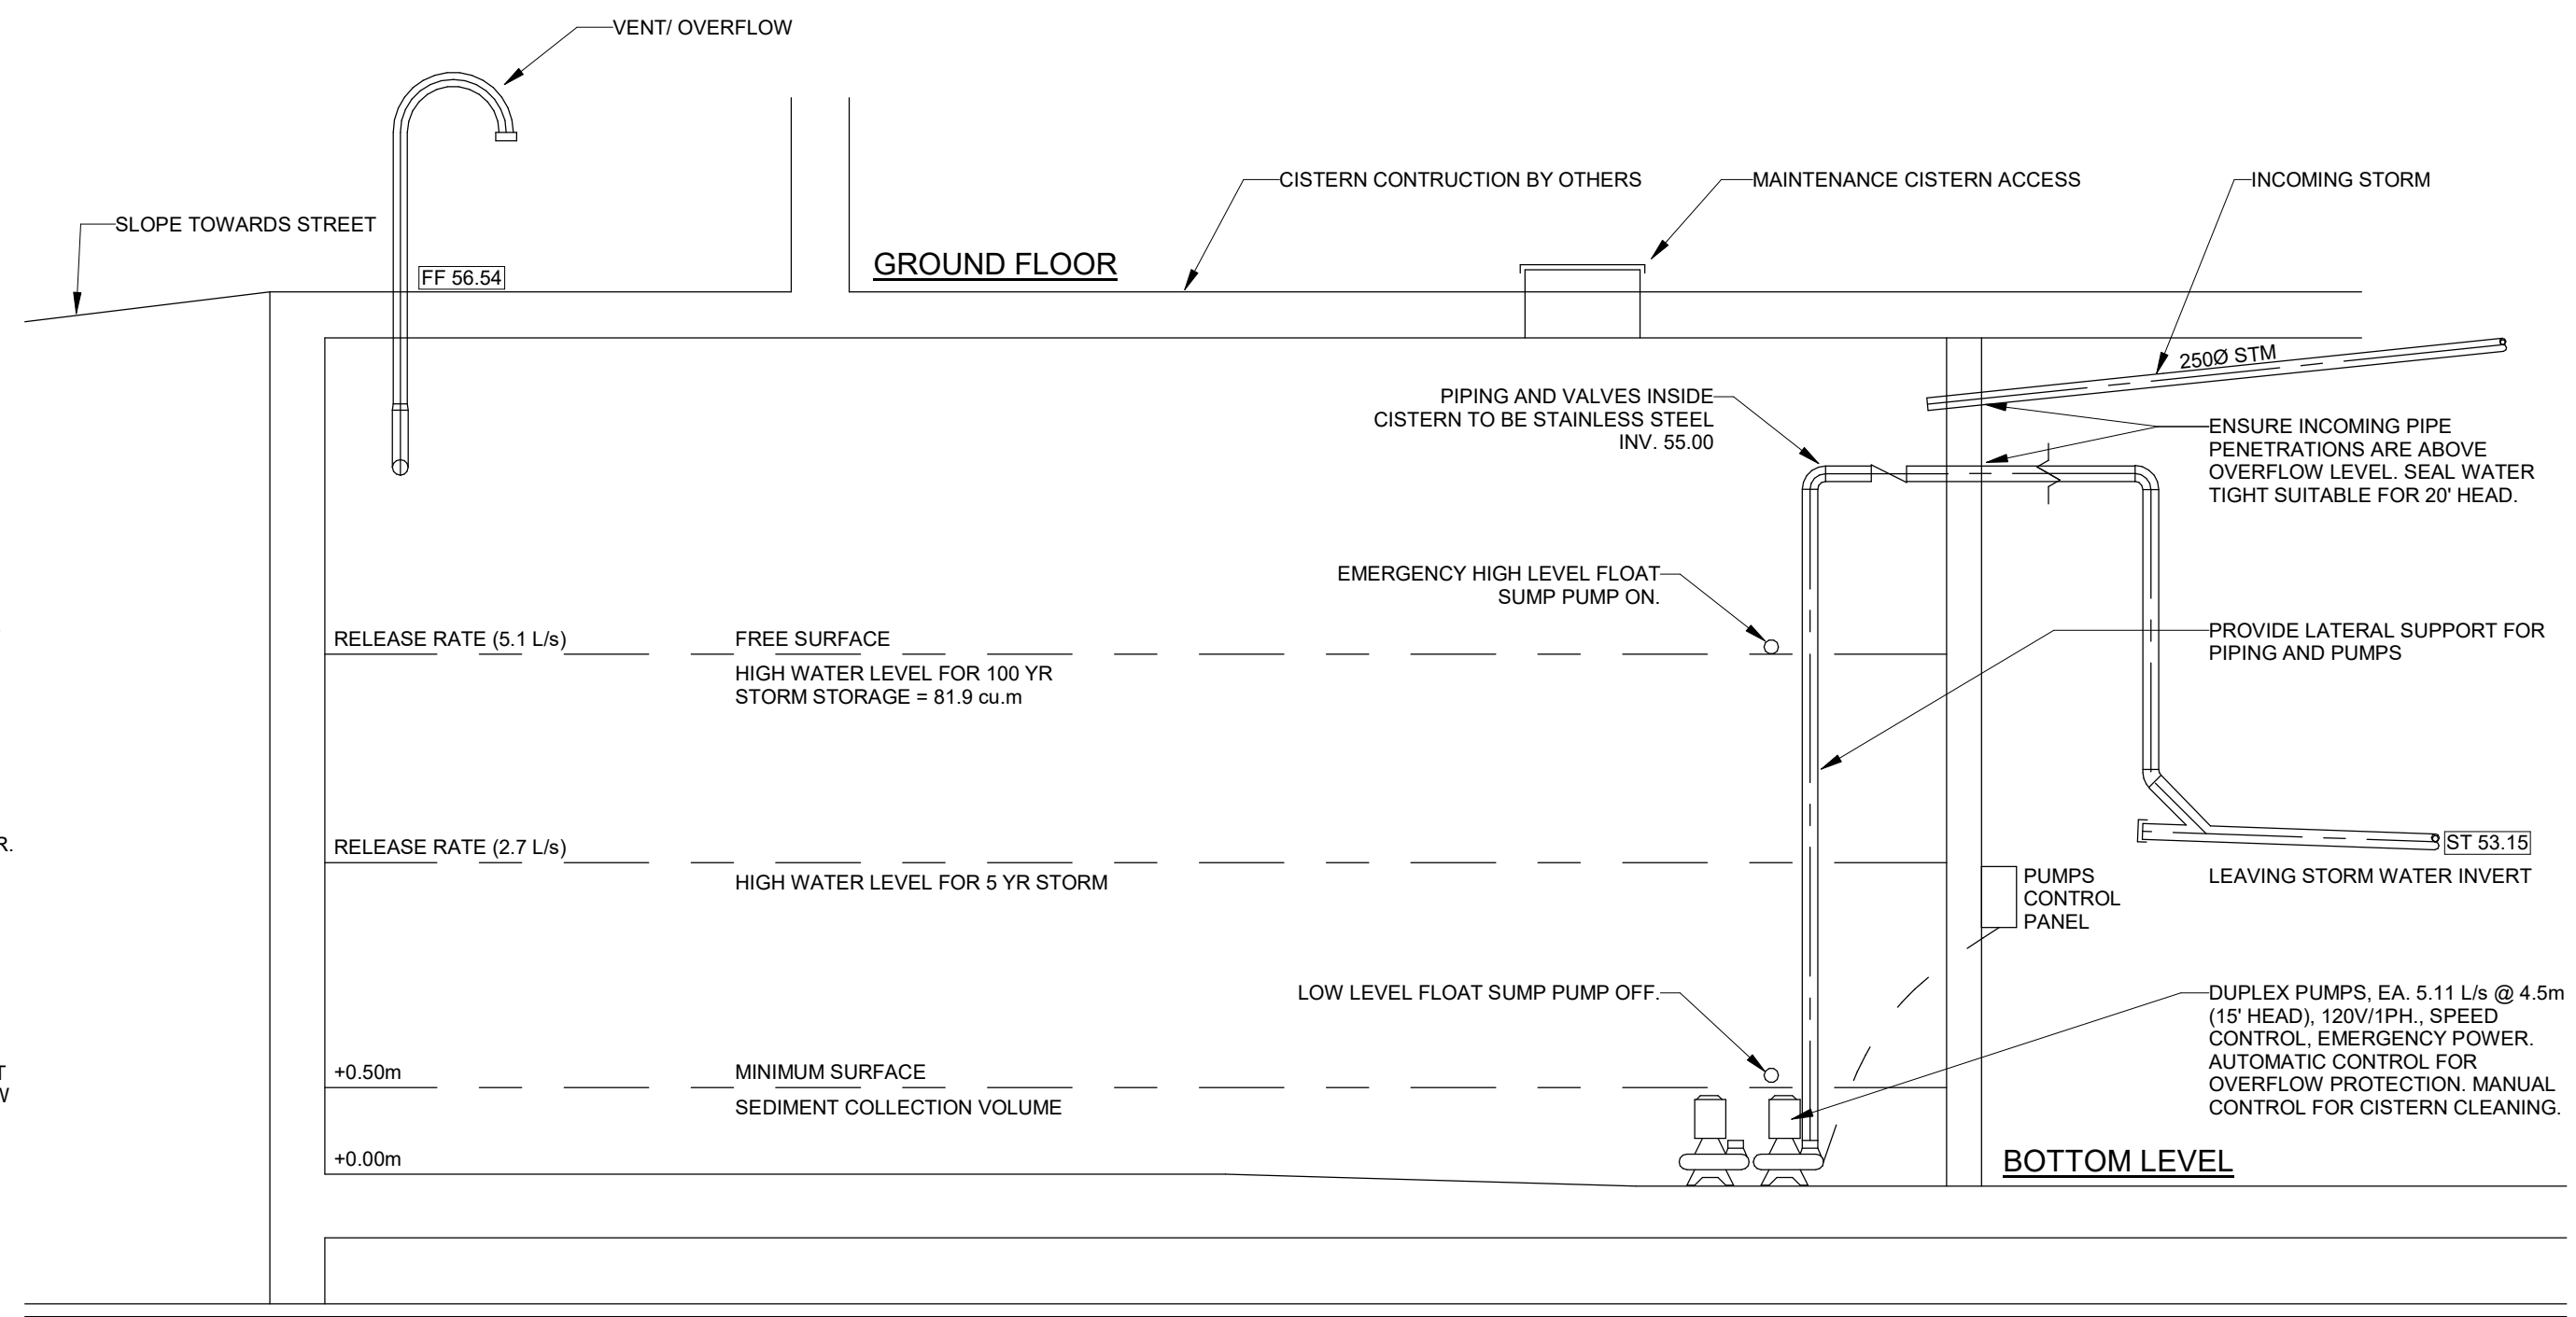 VENT/ OVERFLOW
CISTERN CONTRUCTION BY OTHERS
MAINTENANCE CISTERN ACCESS
INCOMING STORM
SLOPE TOWARDS STREET
GROUND FLOOR
FF 56.54
250Ø STM
PIPING AND VALVES INSIDE
CISTERN TO BE STAINLESS STEEL
INV. 55.00
ENSURE INCOMING PIPE
PENETRATIONS ARE ABOVE
OVERFLOW LEVEL. SEAL WATER
TIGHT SUITABLE FOR 20' HEAD.
EMERGENCY HIGH LEVEL FLOAT
SUMP PUMP ON.
RELEASE RATE (5.1 L/s)
FREE SURFACE
HIGH WATER LEVEL FOR 100 YR
STORM STORAGE = 81.9 cu.m
PROVIDE LATERAL SUPPORT FOR
PIPING AND PUMPS
R.
RELEASE RATE (2.7 L/s)
HIGH WATER LEVEL FOR 5 YR STORM
ST 53.15
LEAVING STORM WATER INVERT
PUMPS
CONTROL
PANEL
LOW LEVEL FLOAT SUMP PUMP OFF.
DUPLEX PUMPS, EA. 5.11 L/s @ 4.5m
(15' HEAD), 120V/1PH., SPEED
CONTROL, EMERGENCY POWER.
AUTOMATIC CONTROL FOR
OVERFLOW PROTECTION. MANUAL
CONTROL FOR CISTERN CLEANING.
+0.50m
MINIMUM SURFACE
SEDIMENT COLLECTION VOLUME
+0.00m
BOTTOM LEVEL